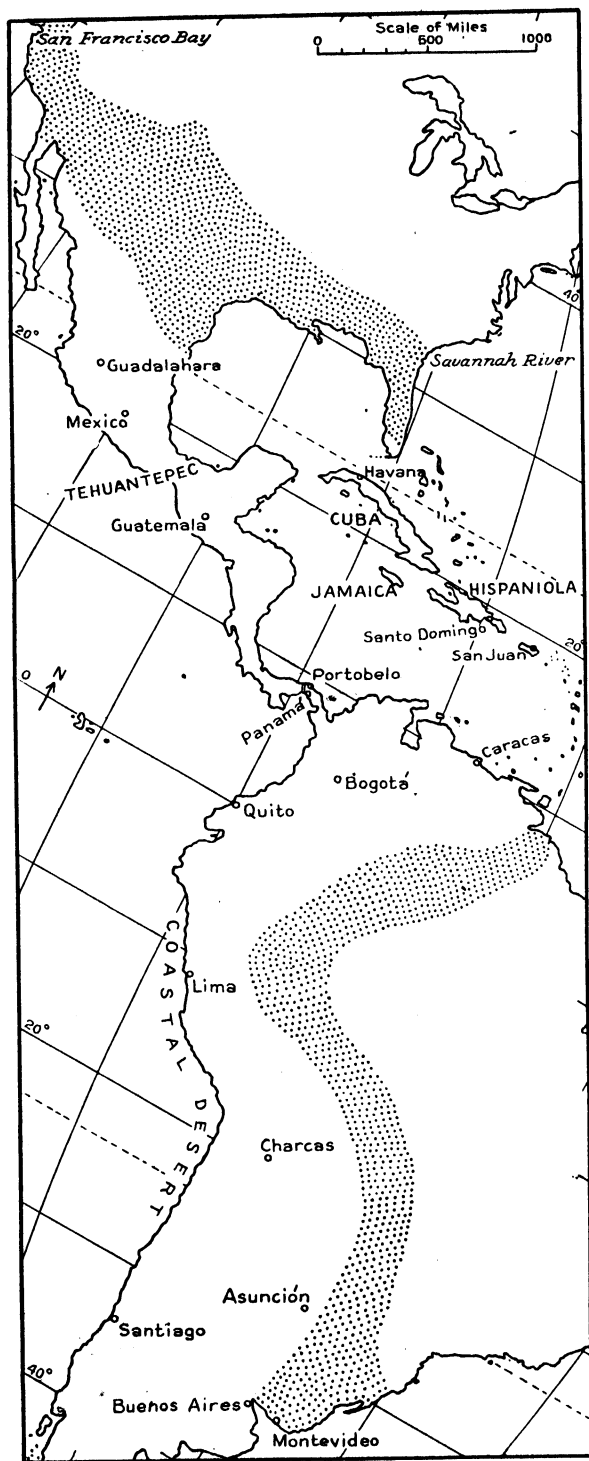 San Francisco Bay
Scale of Miles
0 500 1000
40°
20°
Guadalahara
Savannah River
Mexico
TEHUANTEPEC
Havana
Guatemala
CUBA
JAMAICA
HISPANIOLA
Santo Domingo
San Juan
20°
0
N
Portobelo
Panamá
Caracas
Bogotá
Quito
COASTAL DESERT
Lima
20°
Charcas
Asunción
Santiago
40°
Buenos Aires
Montevideo